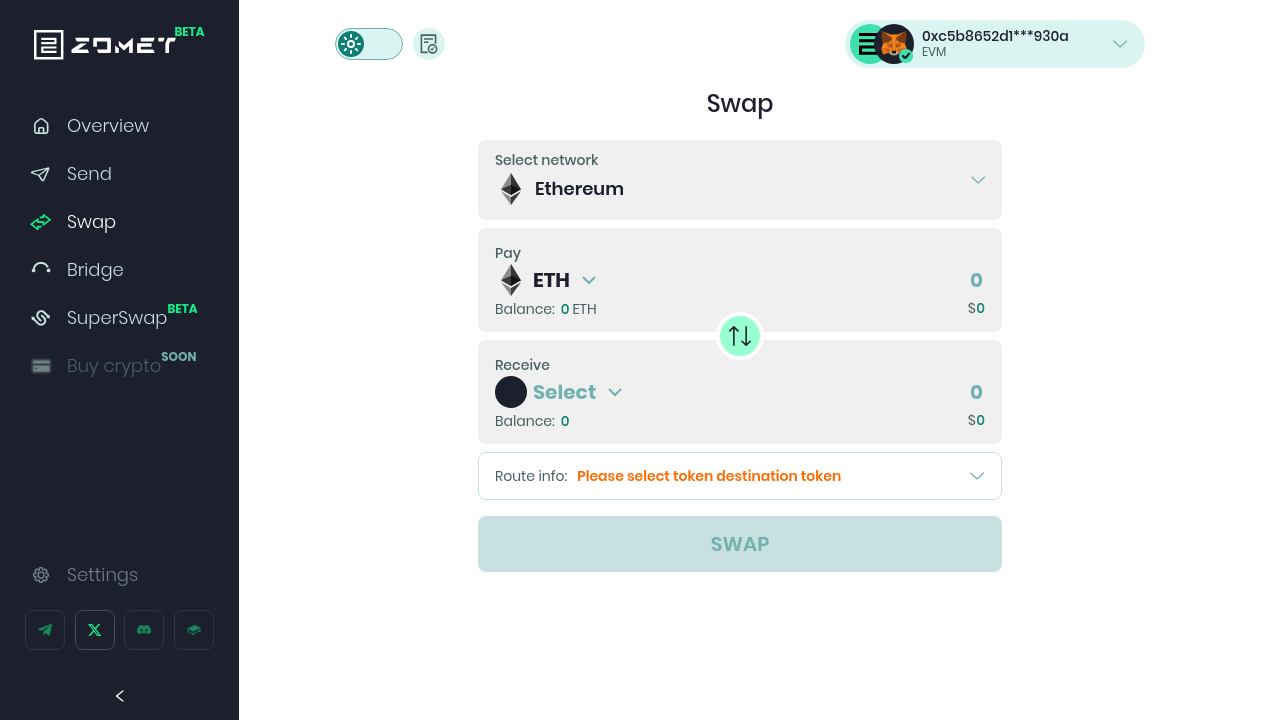 ZOMET BETA
Overview
Send
Swap
Bridge
SuperSwap BETA
Buy crypto SOON
Settings
0xc5b8652d1***930a
EVM
Swap
Select network
Ethereum
Pay
ETH
0
Balance: 0 ETH
$0
Receive
Select
0
Balance: 0
$0
Route info: Please select token destination token
SWAP